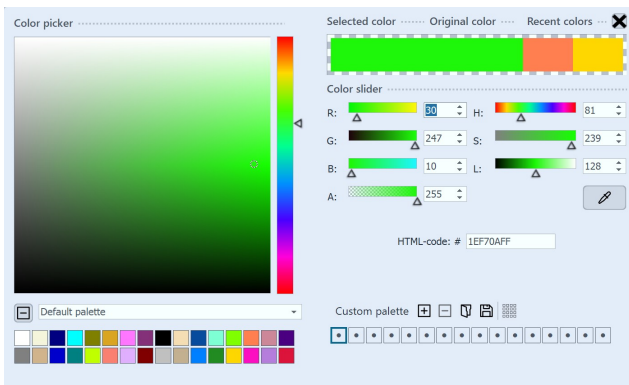 Color picker
Selected color
Original color
Recent colors
Color slider
R: 30 H: 81
G: 247 S: 239
B: 10 L: 128
A: 255
HTML-code: # 1EF70AFF
Default palette
Custom palette